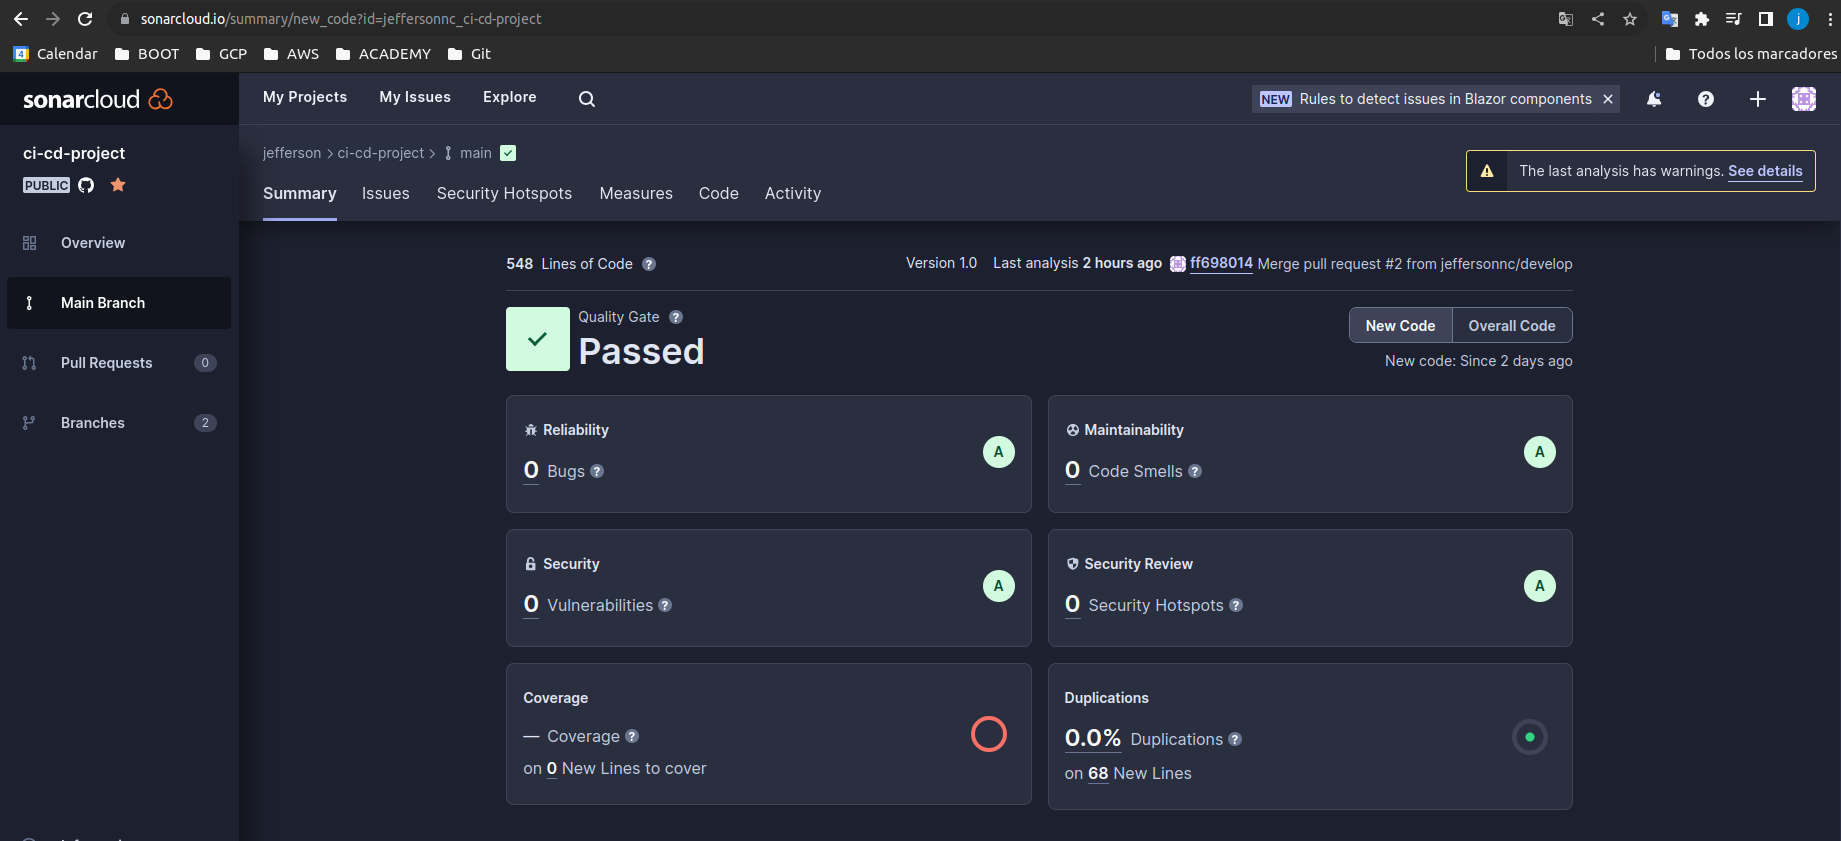 sonarcloud.io/summary/new_code?id=jeffersonnc_ci-cd-project
j
4 Calendar BOOT GCP AWS ACADEMY Git
Todos los marcadores
sonarcloud
My Projects My Issues Explore
NEW Rules to detect issues in Blazor components
ci-cd-project
PUBLIC
jefferson > ci-cd-project > main
The last analysis has warnings. See details
Summary Issues Security Hotspots Measures Code Activity
Overview
Main Branch
Pull Requests 0
Branches 2
548 Lines of Code ?
Version 1.0 Last analysis 2 hours ago ff698014 Merge pull request #2 from jeffersonnc/develop
Quality Gate ?
Passed
New Code Overall Code
New code: Since 2 days ago
Reliability
0 Bugs ?
A
Maintainability
0 Code Smells ?
A
Security
0 Vulnerabilities ?
A
Security Review
0 Security Hotspots ?
A
Coverage
— Coverage ?
on 0 New Lines to cover
Duplications
0.0% Duplications ?
on 68 New Lines